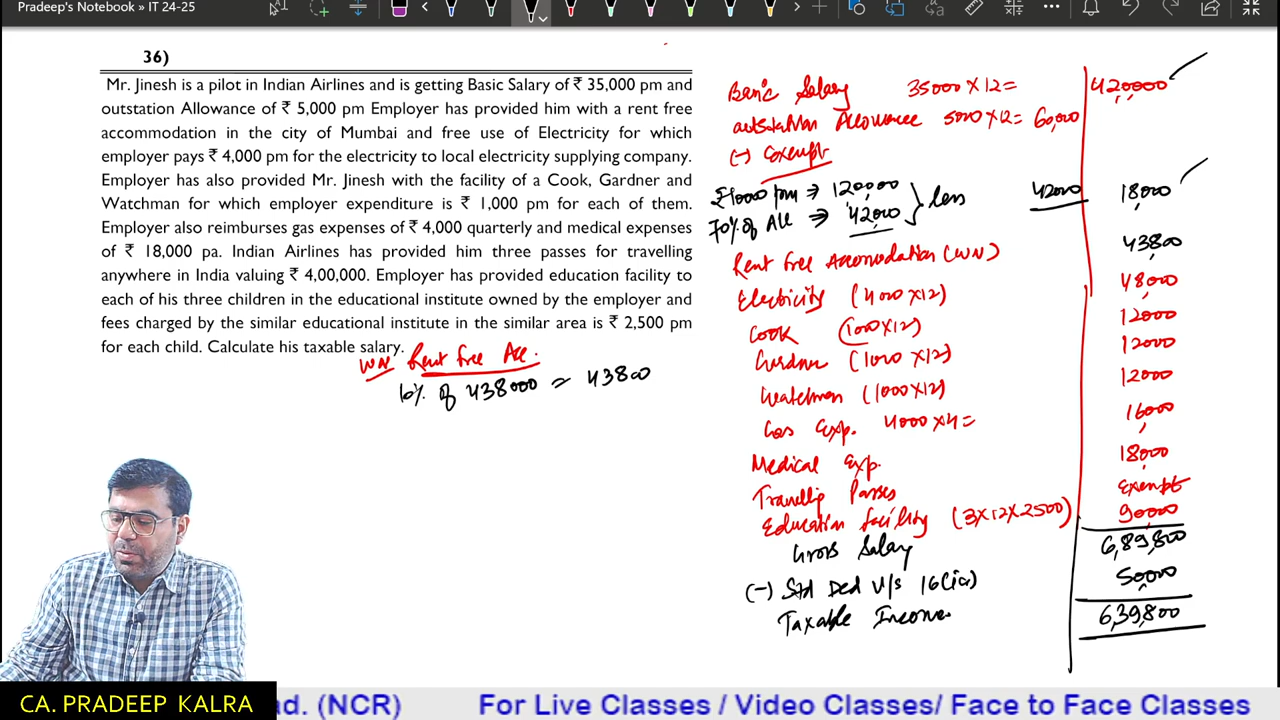 Pradeep's Notebook » IT 24-25
36)
Mr. Jinesh is a pilot in Indian Airlines and is getting Basic Salary of ₹ 35,000 pm and
outstation Allowance of ₹ 5,000 pm Employer has provided him with a rent free
accommodation in the city of Mumbai and free use of Electricity for which
employer pays ₹ 4,000 pm for the electricity to local electricity supplying company.
Employer has also provided Mr. Jinesh with the facility of a Cook, Gardner and
Watchman for which employer expenditure is ₹ 1,000 pm for each of them.
Employer also reimburses gas expenses of ₹ 4,000 quarterly and medical expenses
of ₹ 18,000 pa. Indian Airlines has provided him three passes for travelling
anywhere in India valuing ₹ 4,00,000. Employer has provided education facility to
each of his three children in the educational institute owned by the employer and
fees charged by the similar educational institute in the similar area is ₹ 2,500 pm
for each child. Calculate his taxable salary.
WN Rent Free Acc.
10% of 438000 = 43800
Basic Salary 35000 × 12 = 420000
outstation Allowance 5000 × 12 = 60,000
(-) Exempt
₹10000 pm ⇒ 120,000
70% of All ⇒ 42,000 } less 42000 18000
Rent Free Accomodation (WN) 43800
Electricity (4000 × 12) 48000
Cook (1000 × 12) 12000
Gardner (1000 × 12) 12000
Watchman (1000 × 12) 12000
Gas Exp. 4000 × 4 = 16000
Medical Exp. 18000
Travellig Passes Exempt
Education facility (3 × 12 × 2500) 90000
Gross Salary 6,89,800
(-) Std Ded U/s 16(ia) 50000
Taxable Income 6,39,800
CA. PRADEEP KALRA
ad. (NCR) For Live Classes / Video Classes/ Face to Face Classes